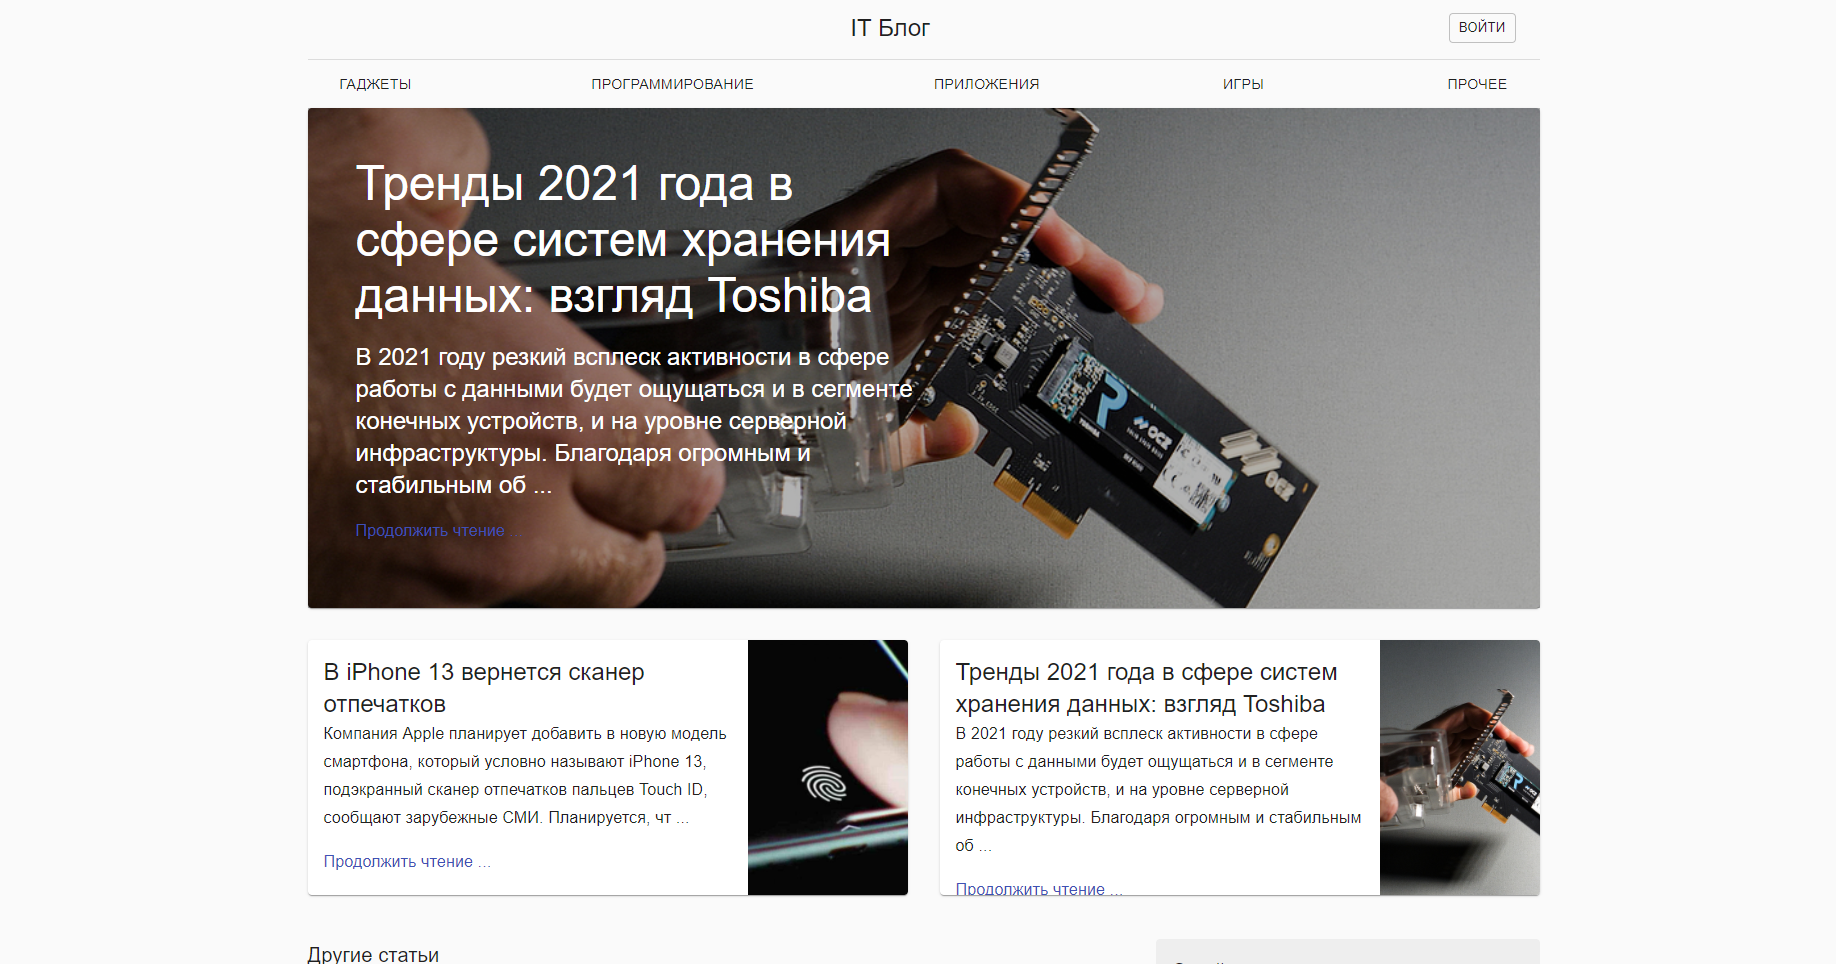 IT Блог
ВОЙТИ
ГАДЖЕТЫ
ПРОГРАММИРОВАНИЕ
ПРИЛОЖЕНИЯ
ИГРЫ
ПРОЧЕЕ
Тренды 2021 года в
сфере систем хранения
данных: взгляд Toshiba
В 2021 году резкий всплеск активности в сфере
работы с данными будет ощущаться и в сегменте
конечных устройств, и на уровне серверной
инфраструктуры. Благодаря огромным и
стабильным об ...
Продолжить чтение ...
OCZ
TOSHIBA
OCZ
В iPhone 13 вернется сканер
отпечатков
Компания Apple планирует добавить в новую модель
смартфона, который условно называют iPhone 13,
подэкранный сканер отпечатков пальцев Touch ID,
сообщают зарубежные СМИ. Планируется, чт ...
Продолжить чтение ...
Тренды 2021 года в сфере систем
хранения данных: взгляд Toshiba
В 2021 году резкий всплеск активности в сфере
работы с данными будет ощущаться и в сегменте
конечных устройств, и на уровне серверной
инфраструктуры. Благодаря огромным и стабильным
об ...
Продолжить чтение ...
Другие статьи